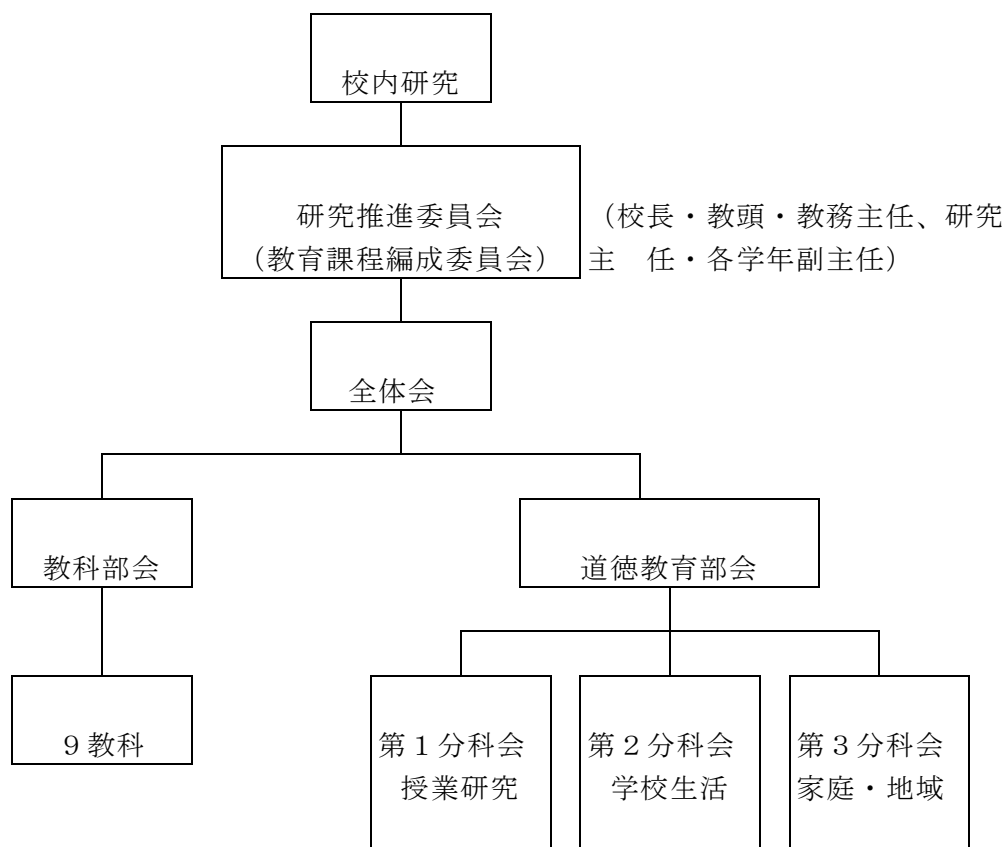 校内研究
研究推進委員会
(教育課程編成委員会)
(校長・教頭・教務主任、研究
主　任・各学年副主任)
全体会
教科部会
道徳教育部会
９教科
第１分科会
授業研究
第２分科会
学校生活
第３分科会
家庭・地域